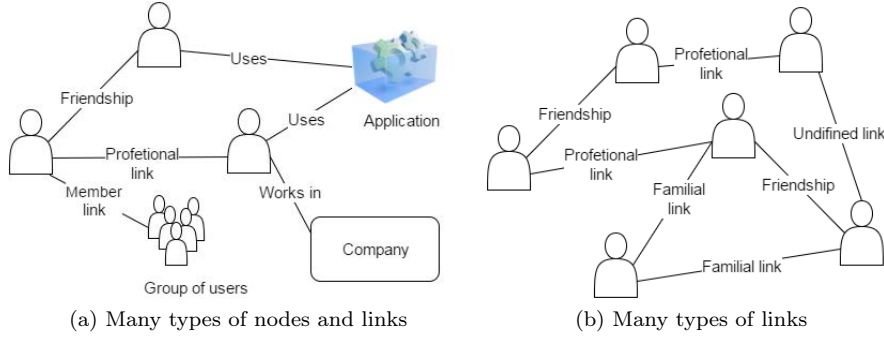 Uses
Friendship
Uses
Application
Profetional
link
Member
link
Works in
Company
Group of users
(a) Many types of nodes and links
Profetional
link
Friendship
Undifined link
Profetional
link
Familial
link
Friendship
Familial link
(b) Many types of links